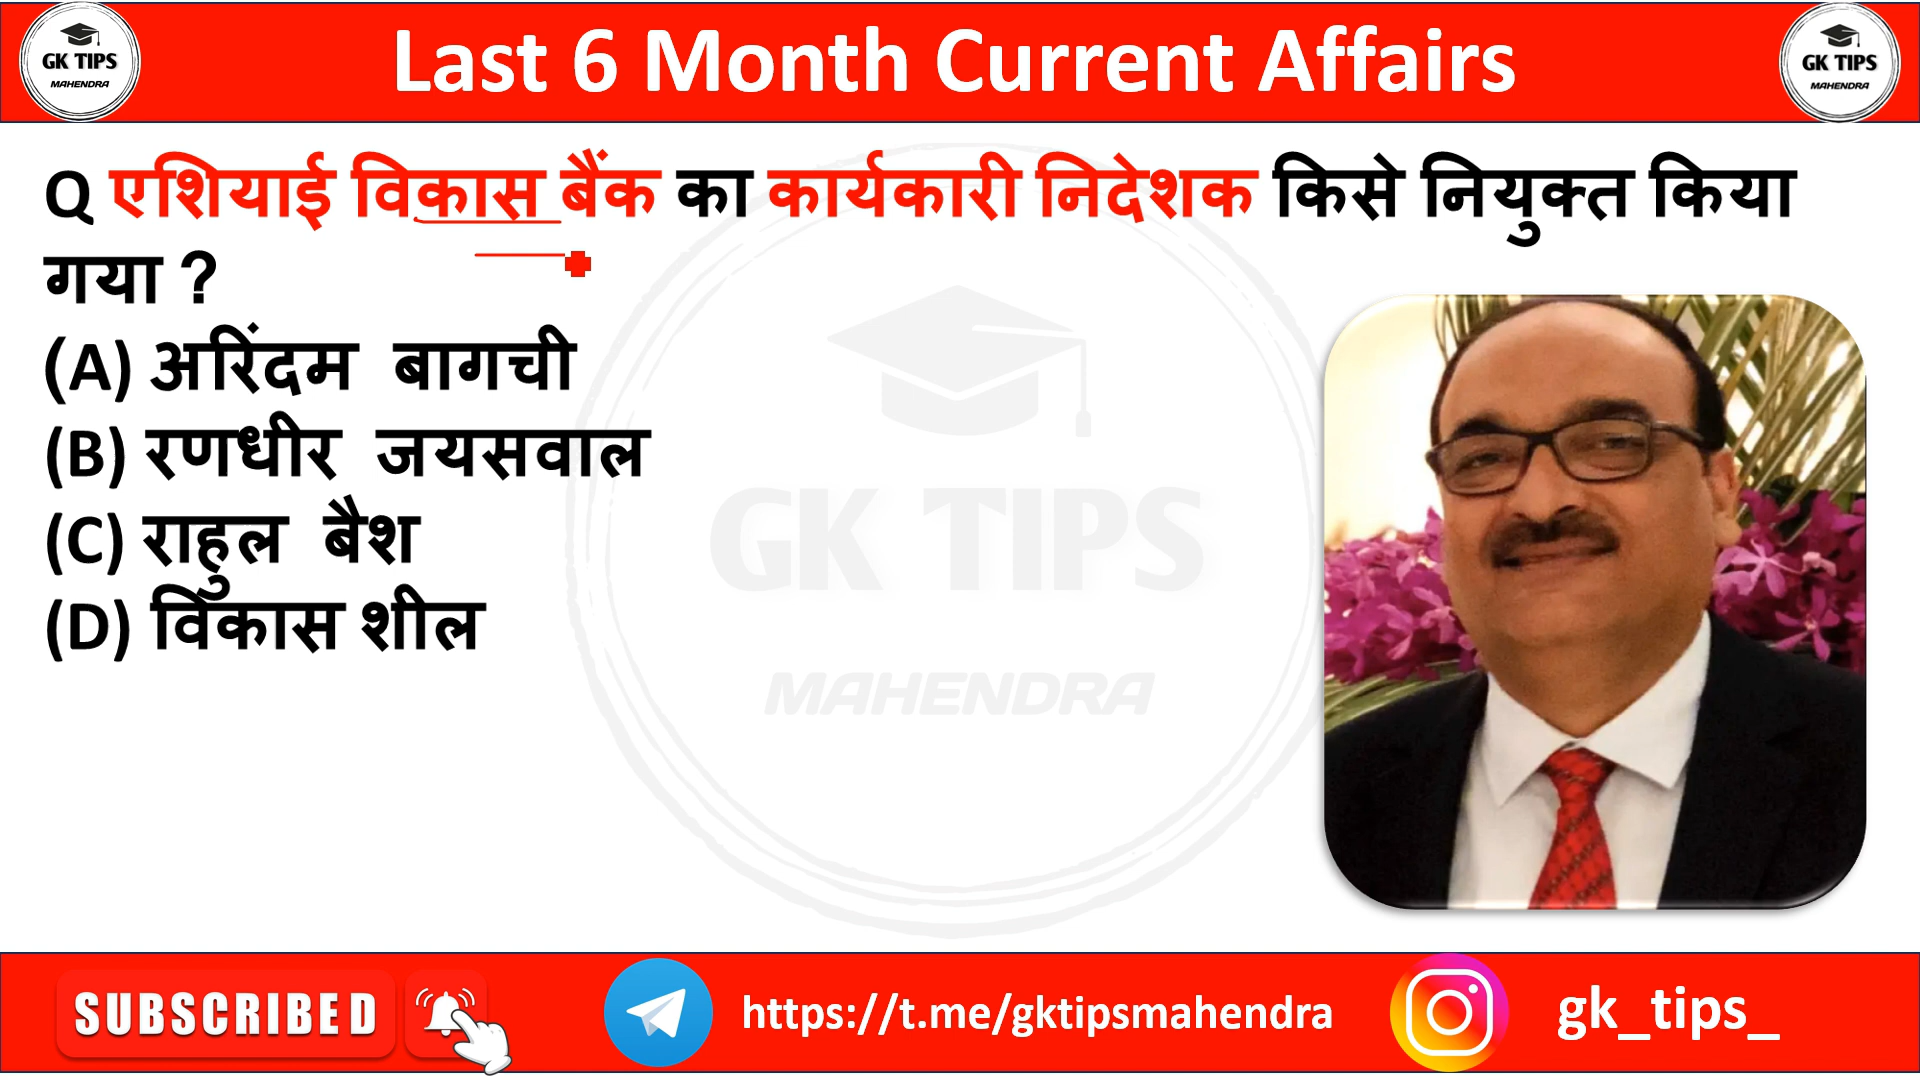 GK TIPS
MAHENDRA
Last 6 Month Current Affairs
GK TIPS
MAHENDRA
Q एशियाई विकास बैंक का कार्यकारी निदेशक किसे नियुक्त किया
गया ?
(A) अरिंदम बागची
(B) रणधीर जयसवाल
(C) राहुल बैश
(D) विकास शील
GK TIPS
MAHENDRA
SUBSCRIBED
https://t.me/gktipsmahendra
gk_tips_